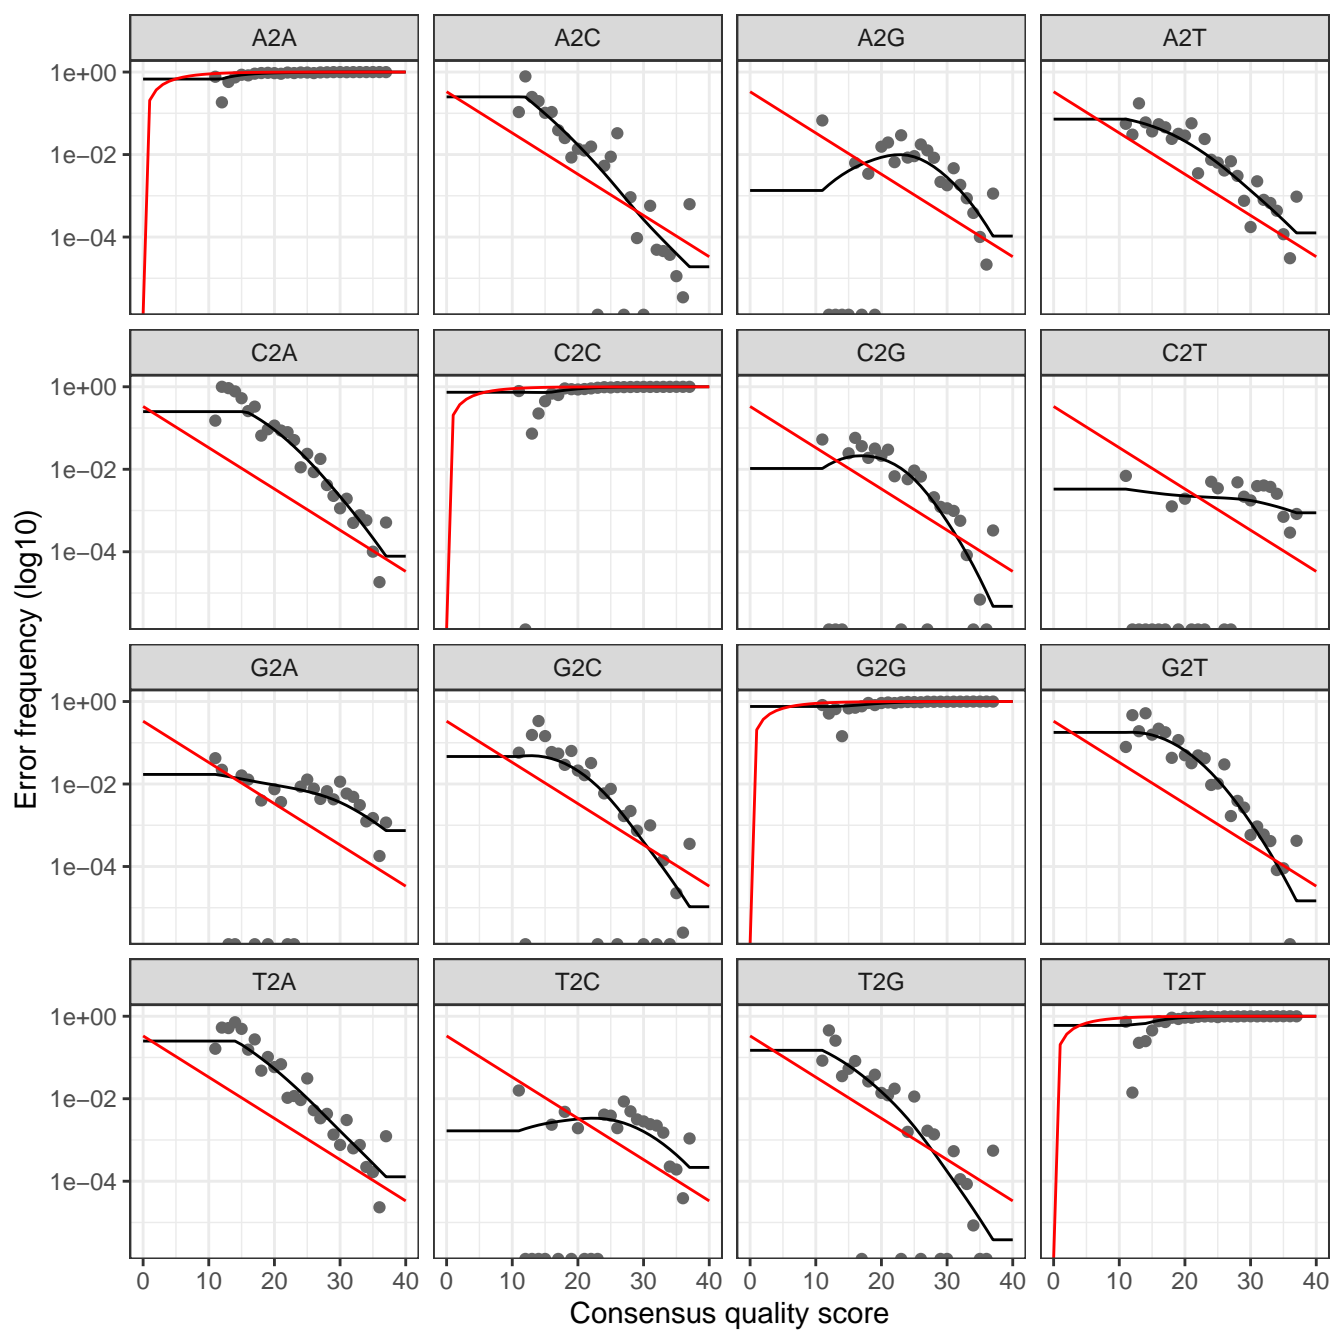 A2A A2C A2G A2T
1e+00
1e−02
1e−04
C2A C2C C2G C2T
1e+00
1e−02
1e−04
G2A G2C G2G G2T
1e+00
1e−02
1e−04
T2A T2C T2G T2T
1e+00
1e−02
1e−04
0 10 20 30 40 0 10 20 30 40 0 10 20 30 40 0 10 20 30 40
Consensus quality score
Error frequency (log10)